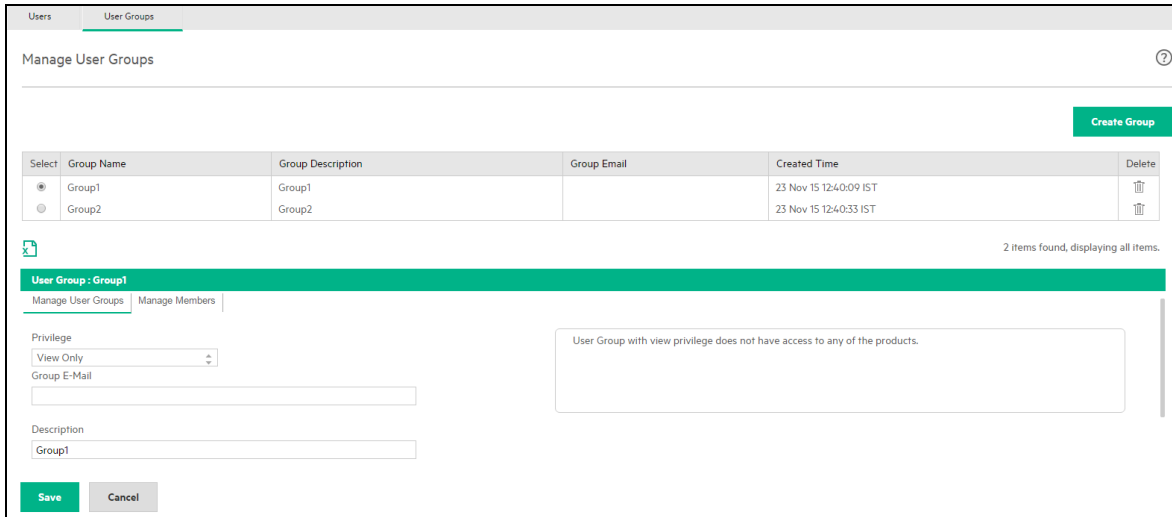 Users User Groups
Manage User Groups ?
Create Group
Select Group Name Group Description Group Email Created Time Delete
Group1 Group1 23 Nov 15 12:40:09 IST
Group2 Group2 23 Nov 15 12:40:33 IST
x 2 items found, displaying all items.
User Group : Group1
Manage User Groups Manage Members
Privilege User Group with view privilege does not have access to any of the products.
View Only
Group E-Mail
Description
Group1
Save Cancel